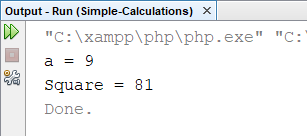 Output - Run (Simple-Calculations) ×
"C:\xampp\php\php.exe" "C:
a = 9
Square = 81
Done.